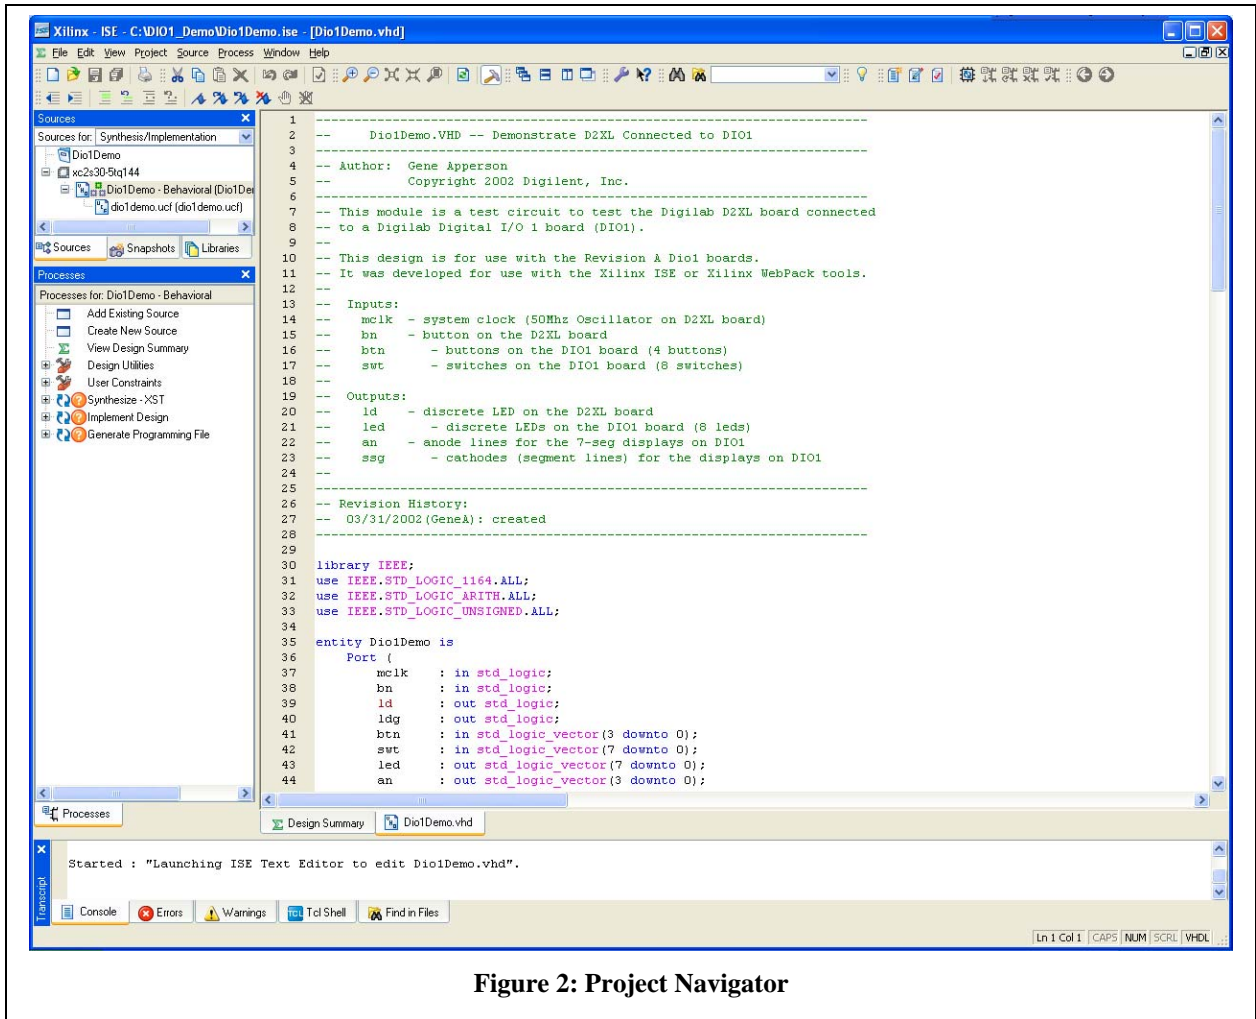 Xilinx - ISE - C:\DIO1_Demo\Dio1Demo.ise - [Dio1Demo.vhd]
File Edit View Project Source Process Window Help
Sources
Sources for: Synthesis/Implementation
Dio1Demo
xc2s30-5tq144
Dio1Demo - Behavioral (Dio1De
dio1demo.ucf (dio1demo.ucf)
Sources Snapshots Libraries
Processes
Processes for: Dio1Demo - Behavioral
Add Existing Source
Create New Source
View Design Summary
Design Utilities
User Constraints
Synthesize - XST
Implement Design
Generate Programming File
Processes
1 ------------------------------------------------------------------------
2 --     Dio1Demo.VHD -- Demonstrate D2XL Connected to DIO1
3 ------------------------------------------------------------------------
4 -- Author:  Gene Apperson
5 --          Copyright 2002 Digilent, Inc.
6 ------------------------------------------------------------------------
7 -- This module is a test circuit to test the Digilab D2XL board connected
8 -- to a Digilab Digital I/O 1 board (DIO1).
9 --
10 -- This design is for use with the Revision A Dio1 boards.
11 -- It was developed for use with the Xilinx ISE or Xilinx WebPack tools.
12 --
13 --  Inputs:
14 --    mclk  - system clock (50Mhz Oscillator on D2XL board)
15 --    bn    - button on the D2XL board
16 --    btn      - buttons on the DIO1 board (4 buttons)
17 --    swt      - switches on the DIO1 board (8 switches)
18 --
19 --  Outputs:
20 --    ld    - discrete LED on the D2XL board
21 --    led      - discrete LEDs on the DIO1 board (8 leds)
22 --    an    - anode lines for the 7-seg displays on DIO1
23 --    ssg      - cathodes (segment lines) for the displays on DIO1
24 --
25 ------------------------------------------------------------------------
26 -- Revision History:
27 --  03/31/2002(GeneA): created
28 ------------------------------------------------------------------------
29
30 library IEEE;
31 use IEEE.STD_LOGIC_1164.ALL;
32 use IEEE.STD_LOGIC_ARITH.ALL;
33 use IEEE.STD_LOGIC_UNSIGNED.ALL;
34
35 entity Dio1Demo is
36     Port (
37         mclk    : in std_logic;
38         bn      : in std_logic;
39         ld      : out std_logic;
40         ldg     : out std_logic;
41         btn     : in std_logic_vector(3 downto 0);
42         swt     : in std_logic_vector(7 downto 0);
43         led     : out std_logic_vector(7 downto 0);
44         an      : out std_logic_vector(3 downto 0);
Design Summary Dio1Demo.vhd
Transcript
Started : "Launching ISE Text Editor to edit Dio1Demo.vhd".
Console Errors Warnings TCL Tcl Shell Find in Files
Ln 1 Col 1 CAPS NUM SCRL VHDL
Figure 2: Project Navigator